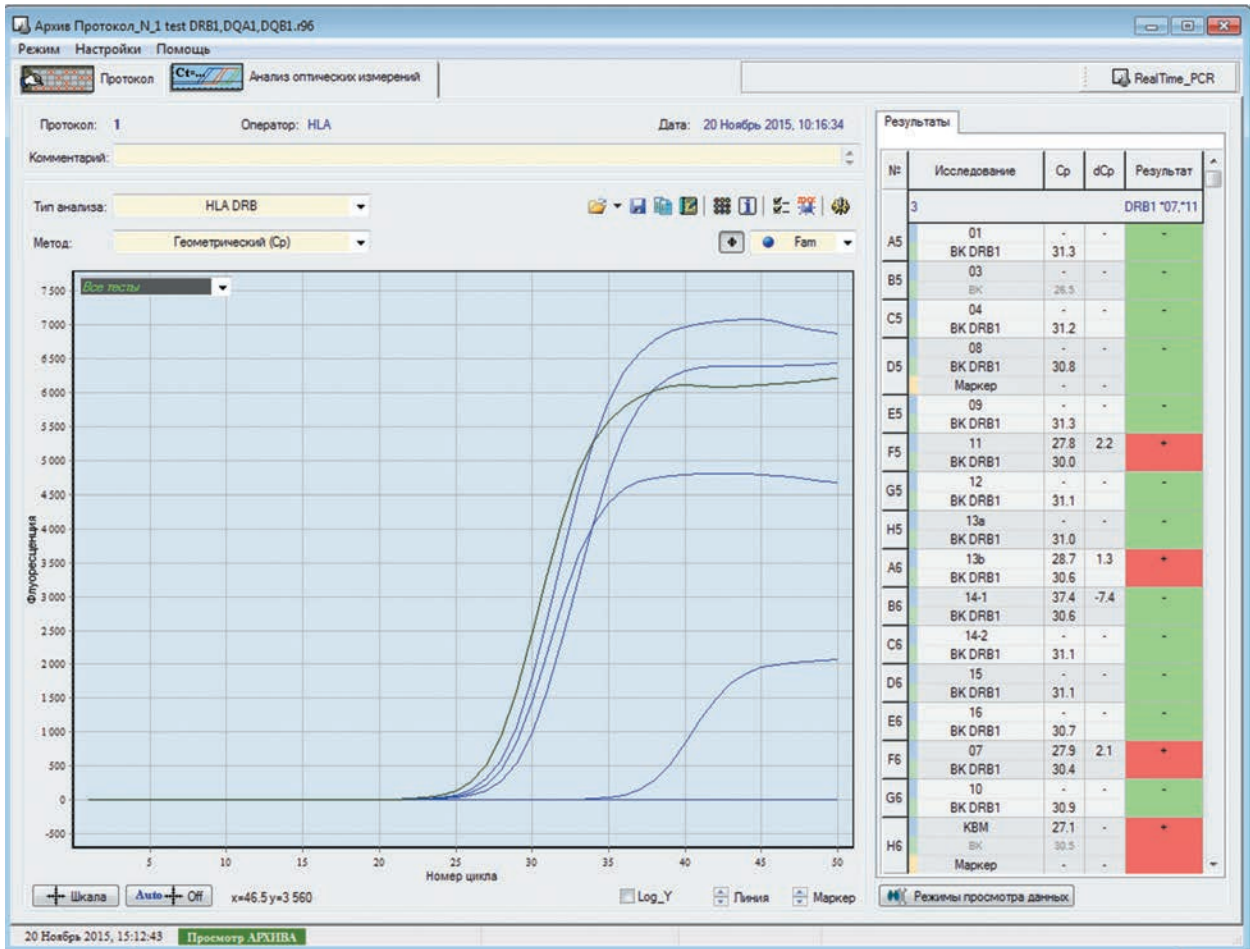 Архив Протокол_N_1 test DRB1,DQA1,DQB1.r96
Режим Настройки Помощь
Протокол Ct=... Анализ оптических измерений RealTime_PCR
Протокол: 1 Оператор: HLA Дата: 20 Ноябрь 2015, 10:16:34
Комментарий:
Тип анализа: HLA DRB
Метод: Геометрический (Cp) Fam
Все тесты
7 500
7 000
6 500
6 000
5 500
5 000
4 500
4 000
3 500
3 000
2 500
2 000
1 500
1 000
500
0
-500
Флуоресценция
5 10 15 20 25 30 35 40 45 50
Номер цикла
Шкала Auto Off x=46.5 y=3 560 Log_Y Линия Маркер
Результаты
№ Исследование Cp dCp Результат
3 DRB1 *07,*11
A5 01 - - -
BK DRB1 31.3
B5 03 - - -
BK 26.5
C5 04 - - -
BK DRB1 31.2
D5 08 - - -
BK DRB1 30.8
Маркер - -
E5 09 - - -
BK DRB1 31.3
F5 11 27.8 2.2 +
BK DRB1 30.0
G5 12 - - -
BK DRB1 31.1
H5 13a - - -
BK DRB1 31.0
A6 13b 28.7 1.3 +
BK DRB1 30.6
B6 14-1 37.4 -7.4 -
BK DRB1 30.6
C6 14-2 - - -
BK DRB1 31.1
D6 15 - - -
BK DRB1 31.1
E6 16 - - -
BK DRB1 30.7
F6 07 27.9 2.1 +
BK DRB1 30.4
G6 10 - - -
BK DRB1 30.9
H6 KBM 27.1 - +
BK 30.5
Маркер - -
Режимы просмотра данных
20 Ноябрь 2015, 15:12:43 Просмотр АРХИВА